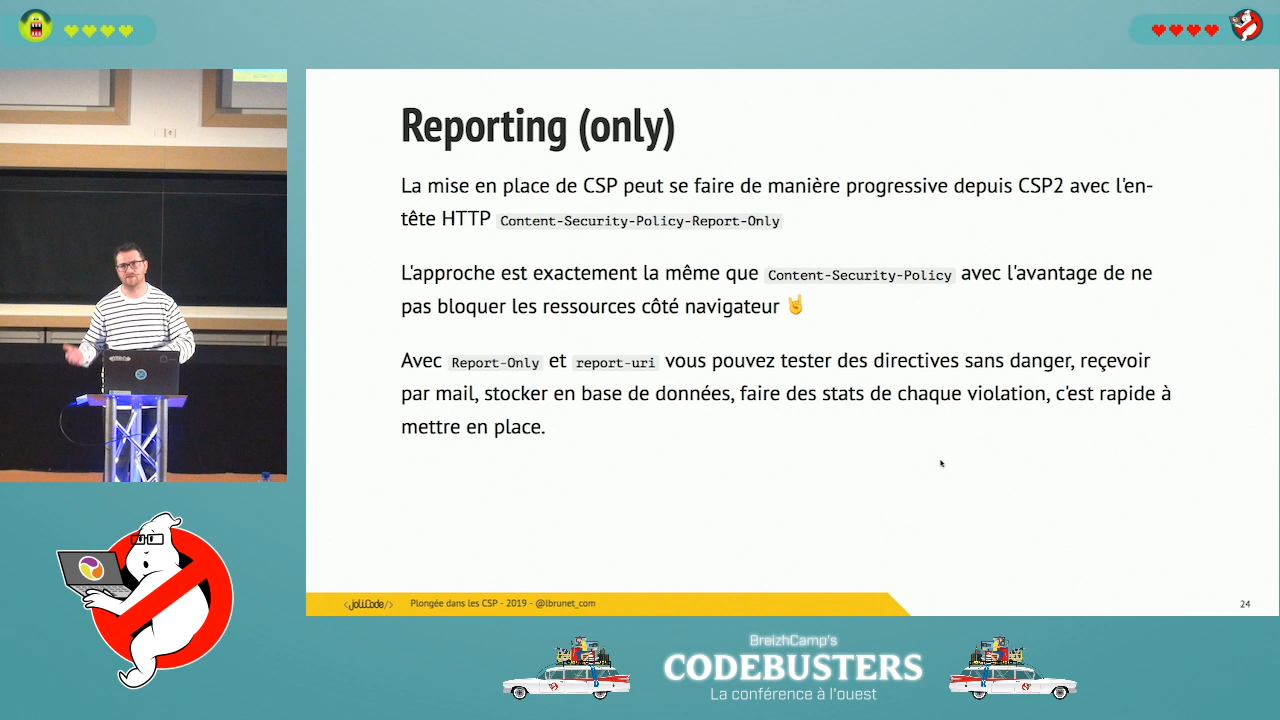 Reporting (only)
La mise en place de CSP peut se faire de manière progressive depuis CSP2 avec l'en-
tête HTTP Content-Security-Policy-Report-Only
L'approche est exactement la même que Content-Security-Policy avec l'avantage de ne
pas bloquer les ressources côté navigateur 🤘
Avec Report-Only et report-uri vous pouvez tester des directives sans danger, reçevoir
par mail, stocker en base de données, faire des stats de chaque violation, c'est rapide à
mettre en place.
<joliCode/> Plongée dans les CSP - 2019 - @lbrunet_com 24
BreizhCamp's
CODEBUSTERS
La conférence à l'ouest